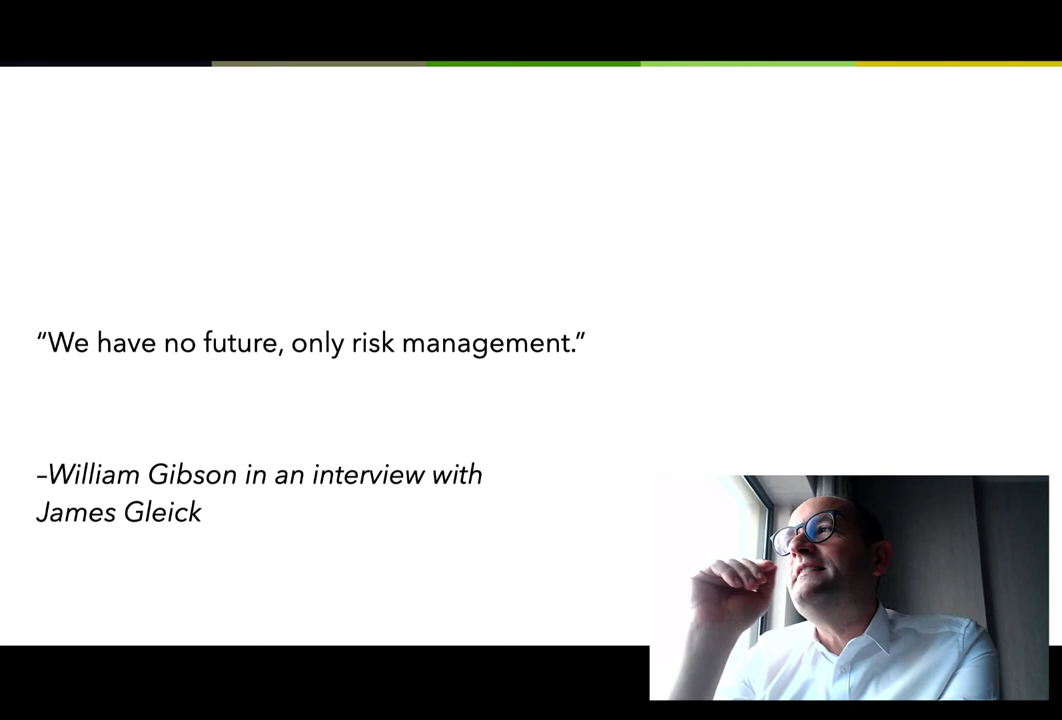 “We have no future, only risk management.”
–William Gibson in an interview with
James Gleick